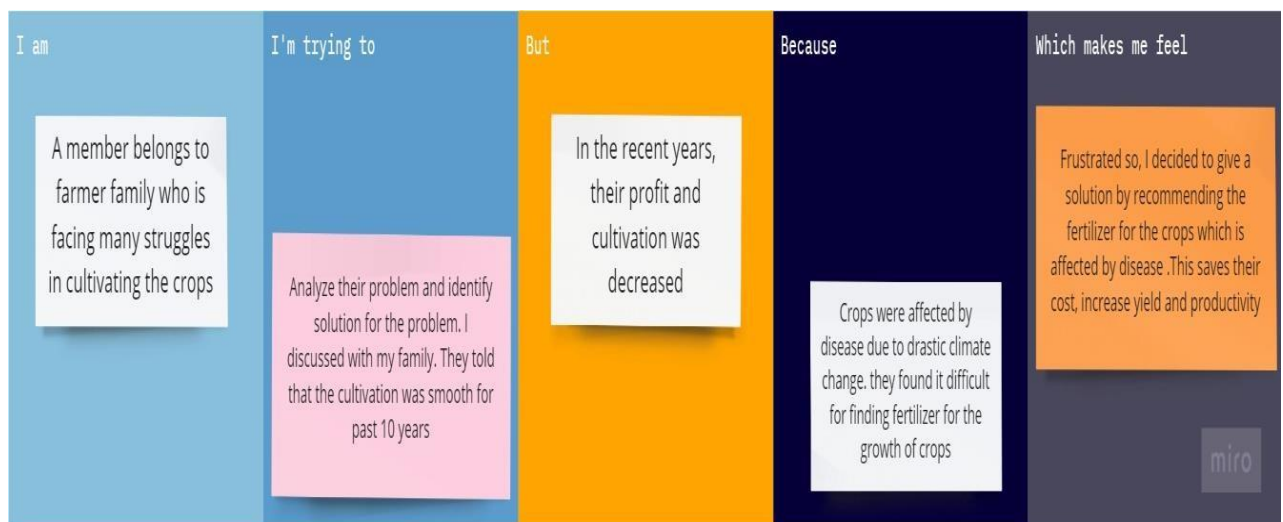 I am
A member belongs to
farmer family who is
facing many struggles
in cultivating the crops
I'm trying to
Analyze their problem and identify
solution for the problem. I
discussed with my family. They told
that the cultivation was smooth for
past 10 years
But
In the recent years,
their profit and
cultivation was
decreased
Because
Crops were affected by
disease due to drastic climate
change. they found it difficult
for finding fertilizer for the
growth of crops
Which makes me feel
Frustrated so, I decided to give a
solution by recommending the
fertilizer for the crops which is
affected by disease .This saves their
cost, increase yield and productivity
miro